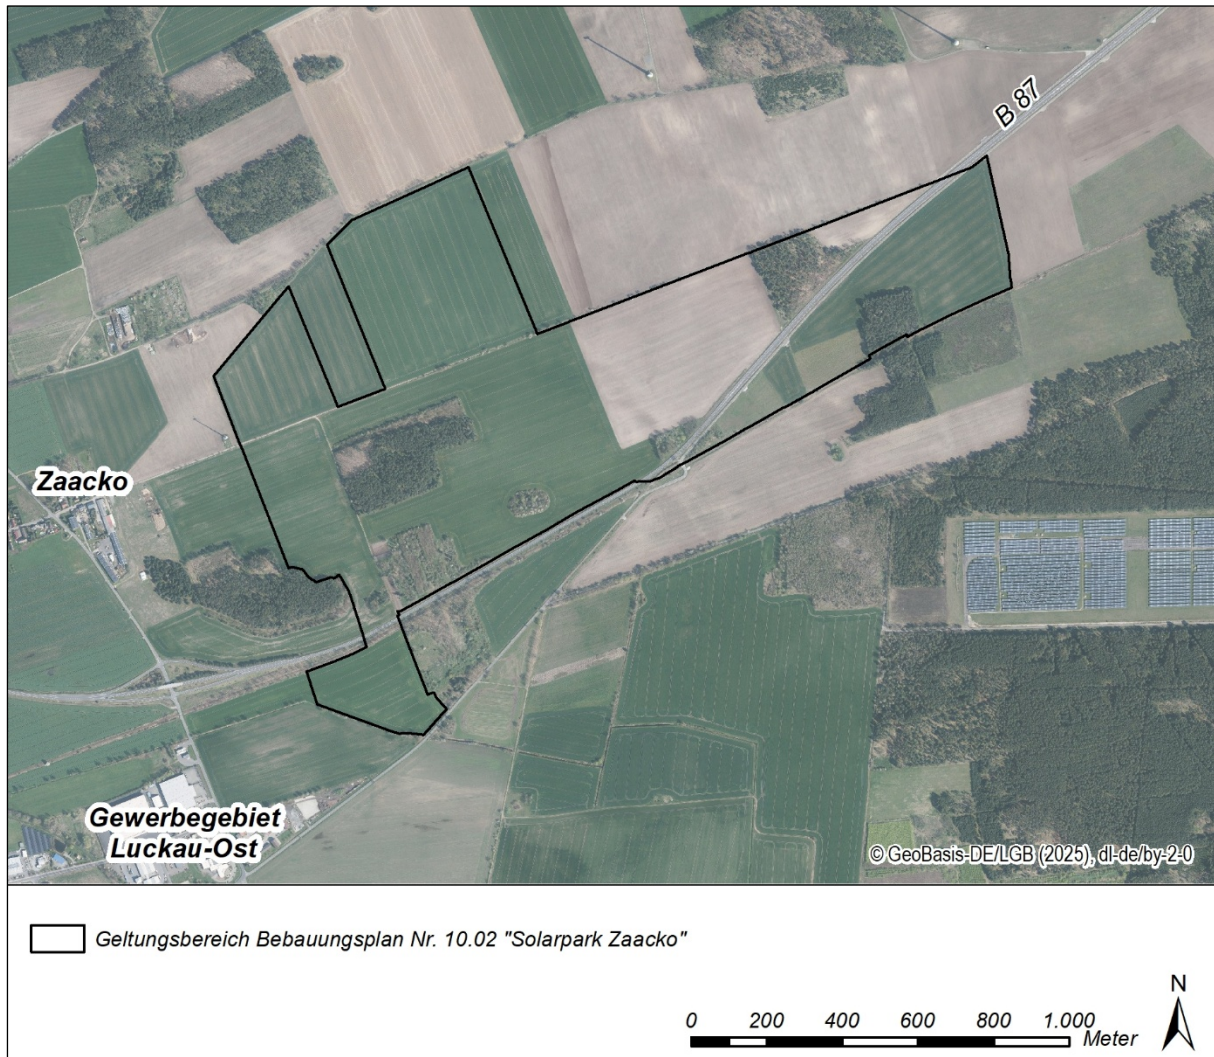 B 87
Zaacko
Gewerbegebiet
Luckau-Ost
© GeoBasis-DE/LGB (2025), dl-de/by-2-0
Geltungsbereich Bebauungsplan Nr. 10.02 "Solarpark Zaacko"
N
0 200 400 600 800 1.000
Meter